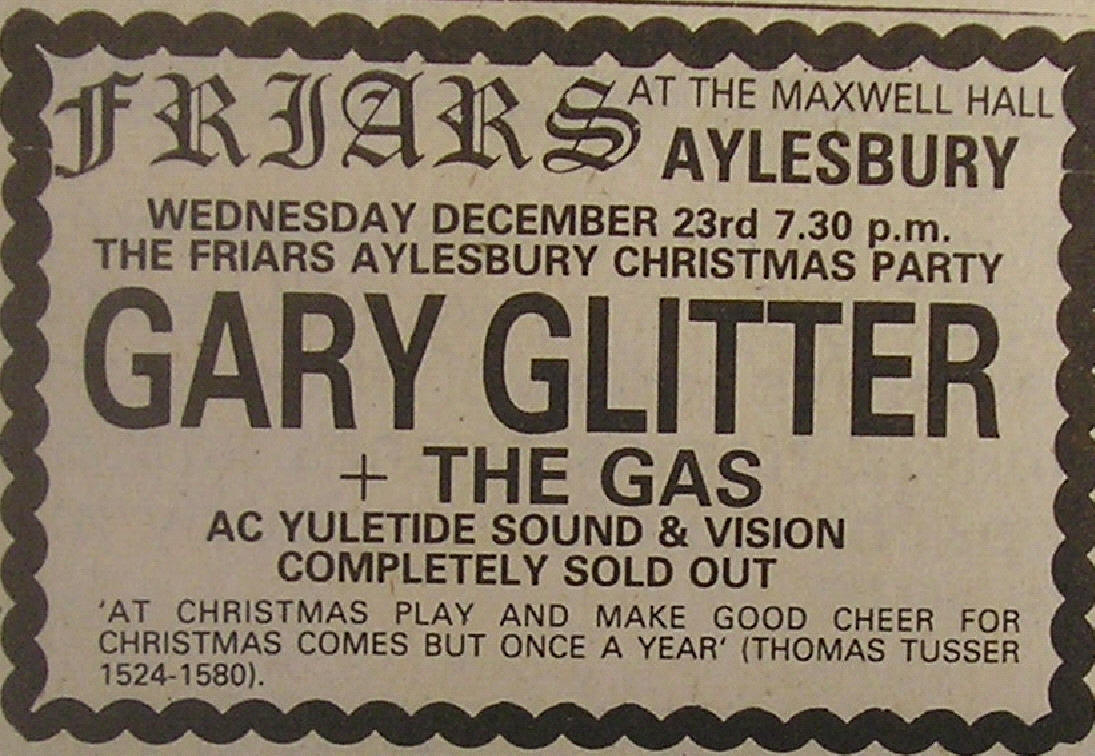 FRIARS AT THE MAXWELL HALL
AYLESBURY
WEDNESDAY DECEMBER 23rd 7.30 p.m.
THE FRIARS AYLESBURY CHRISTMAS PARTY
GARY GLITTER
+ THE GAS
AC YULETIDE SOUND & VISION
COMPLETELY SOLD OUT
'AT CHRISTMAS PLAY AND MAKE GOOD CHEER FOR
CHRISTMAS COMES BUT ONCE A YEAR' (THOMAS TUSSER
1524-1580).